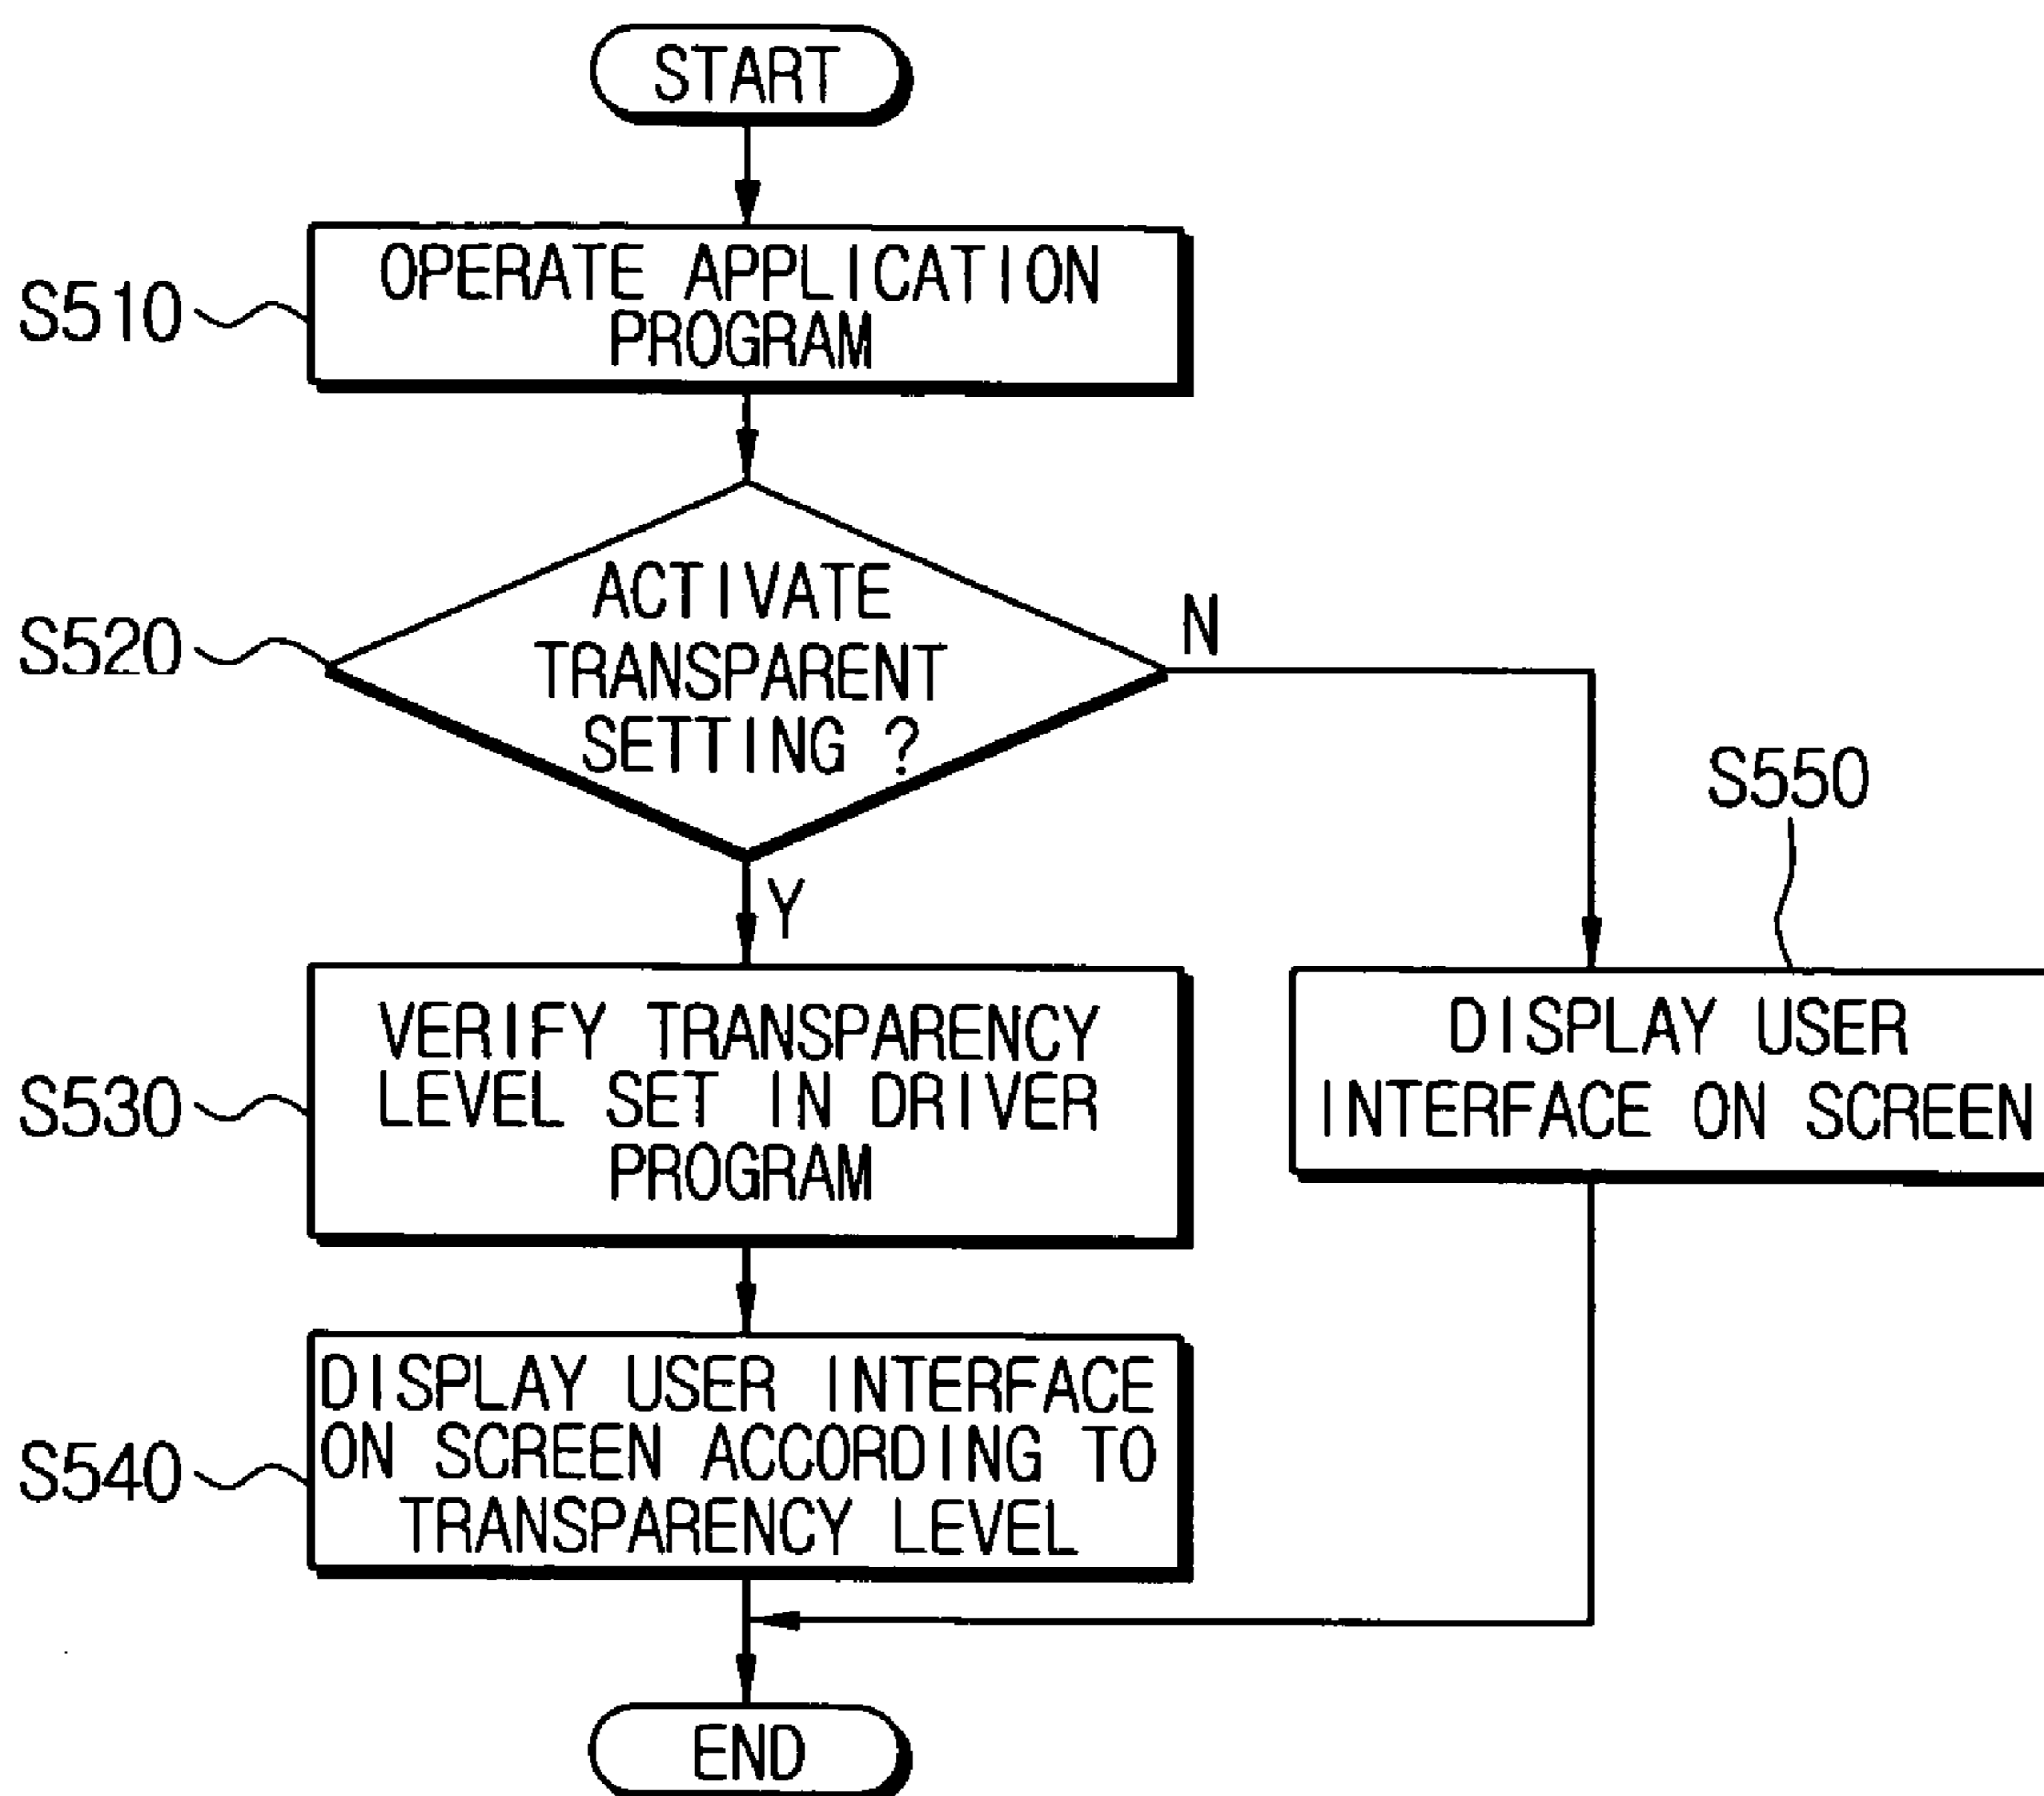 START
S510
OPERATE APPLICATION
PROGRAM
S520
ACTIVATE
TRANSPARENT
SETTING ?
N
Y
S550
S530
VERIFY TRANSPARENCY
LEVEL SET IN DRIVER
PROGRAM
DISPLAY USER
INTERFACE ON SCREEN
S540
DISPLAY USER INTERFACE
ON SCREEN ACCORDING TO
TRANSPARENCY LEVEL
END